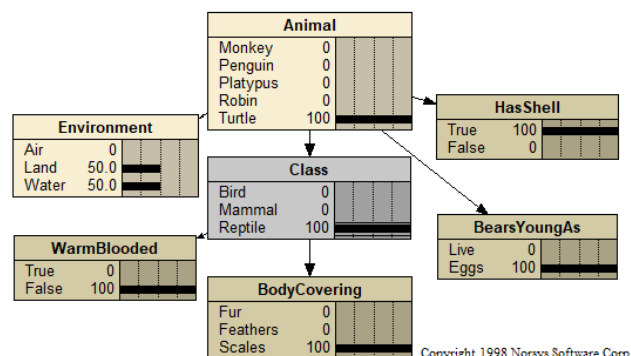 Animal
Monkey 0
Penguin 0
Platypus 0
Robin 0
Turtle 100
HasShell
True 100
False 0
Environment
Air 0
Land 50.0
Water 50.0
Class
Bird 0
Mammal 0
Reptile 100
BearsYoungAs
Live 0
Eggs 100
WarmBlooded
True 0
False 100
BodyCovering
Fur 0
Feathers 0
Scales 100
Copyright 1998 Norsys Software Corp